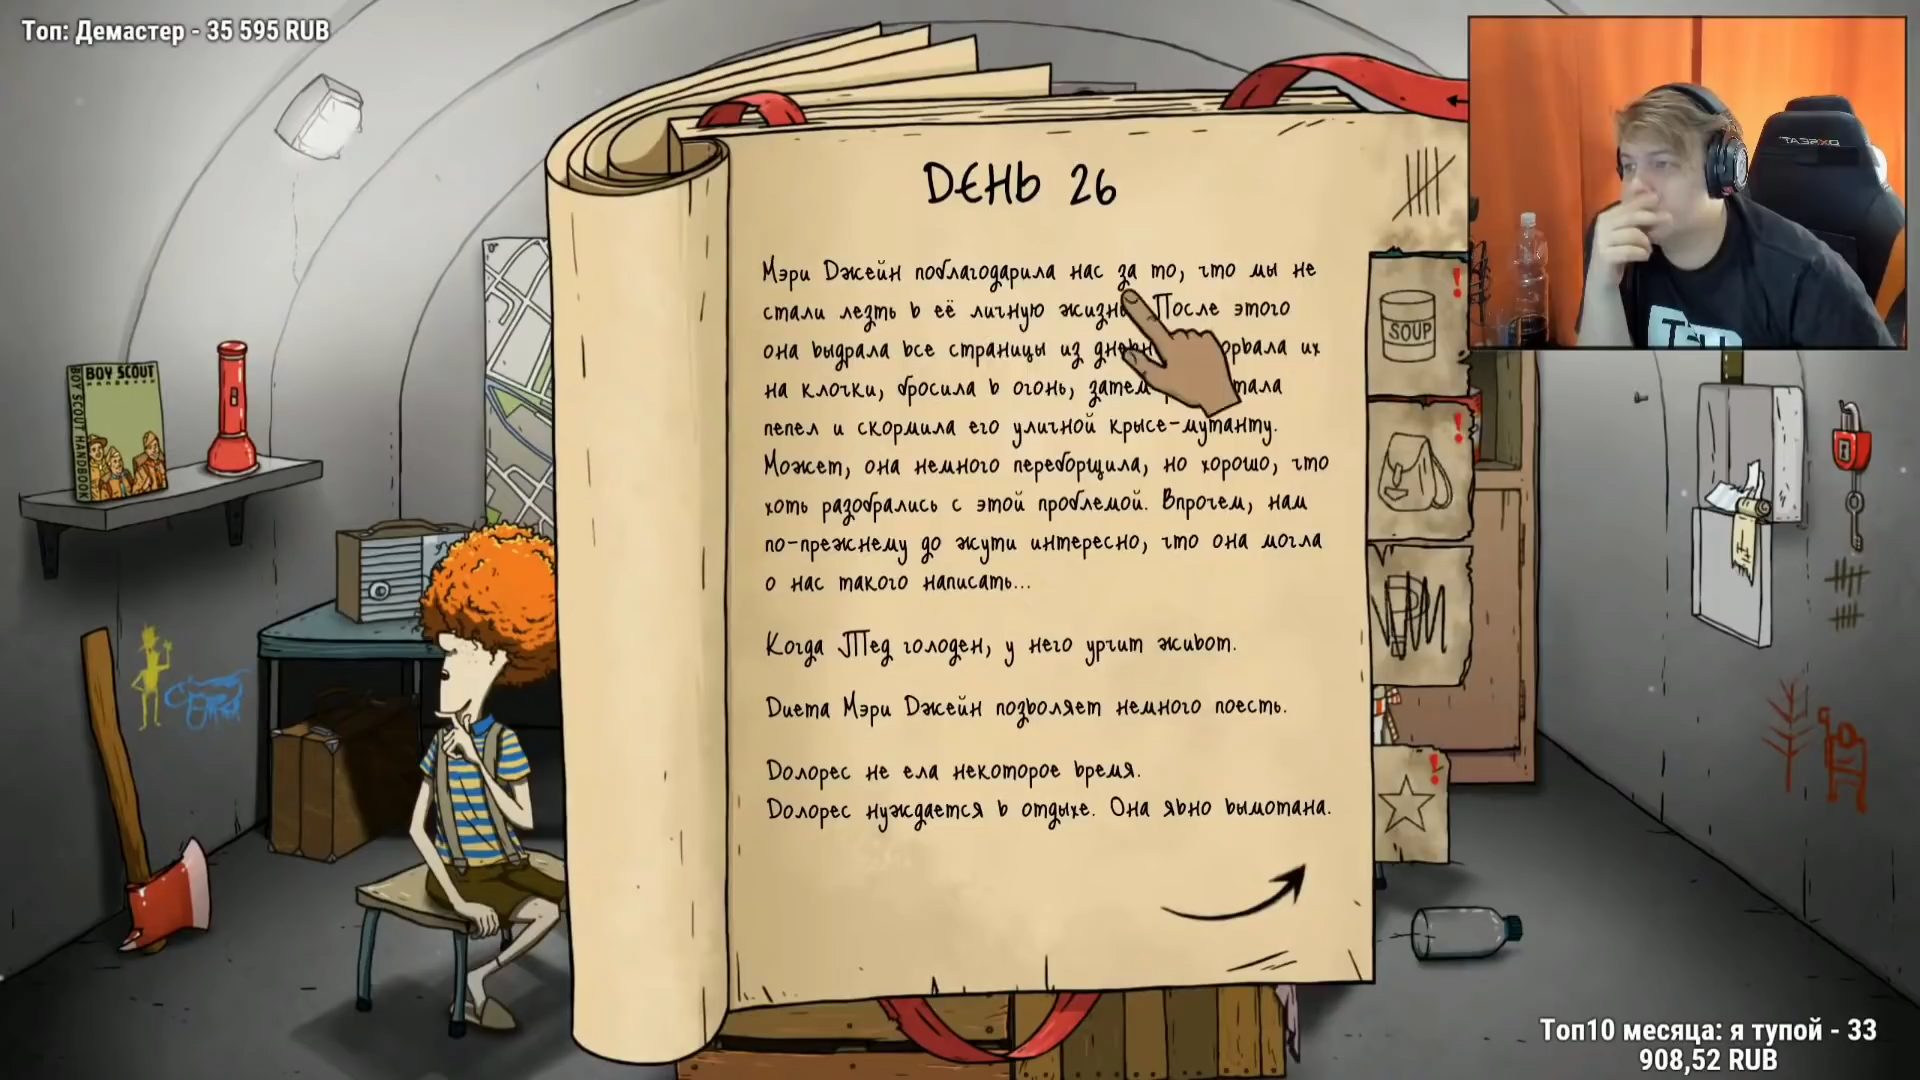 Топ: Демастер - 35 595 RUB
ДЕНЬ 26
Мэри Джейн поблагодарила нас за то, что мы не
стали лезть в её личную жизнь. После этого
она выдрала все страницы из орвала их
на клочки, бросила в огонь, затем
пепел и скормила его уличной крысе-мутанту.
Может, она немного переборщила, но хорошо, что
хоть разобрались с этой проблемой. Впрочем, нам
по-прежнему до жути интересно, что она могла
о нас такого написать...
Когда Тед голоден, у него урчит живот.
Диета Мэри Джейн позволяет немного поесть.
Долорес не ела некоторое время.
Долорес нуждается в отдыхе. Она явно вымотана.
!
SOUP
!
!
BOY SCOUT
BOY SCOUT HANDBOOK
Топ10 месяца: я тупой - 33
908,52 RUB